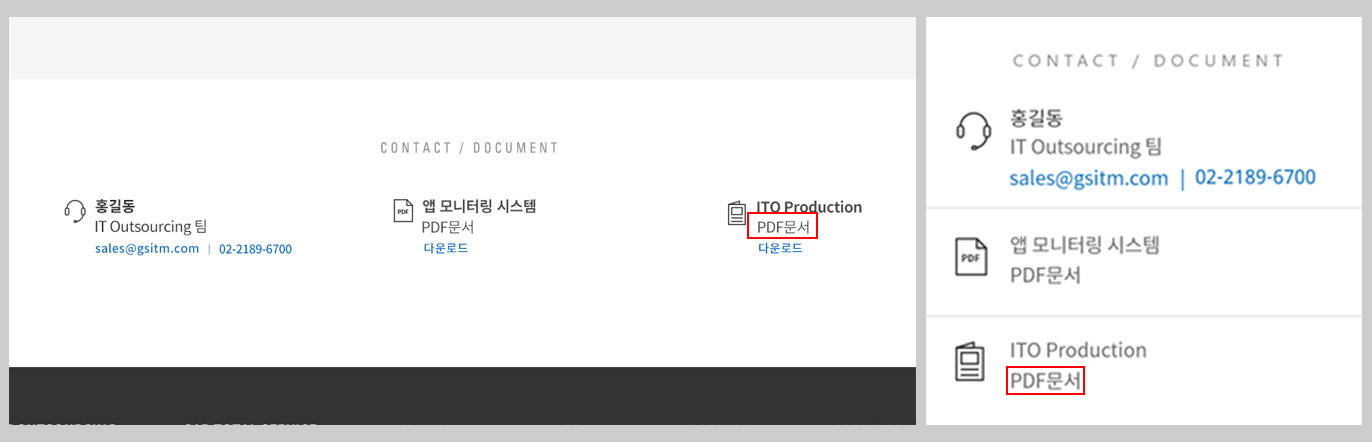 CONTACT / DOCUMENT
홍길동
IT Outsourcing 팀
sales@gsitm.com | 02-2189-6700
PDF
앱 모니터링 시스템
PDF문서
다운로드
ITO Production
PDF문서
다운로드
CONTACT / DOCUMENT
홍길동
IT Outsourcing 팀
sales@gsitm.com | 02-2189-6700
PDF
앱 모니터링 시스템
PDF문서
ITO Production
PDF문서